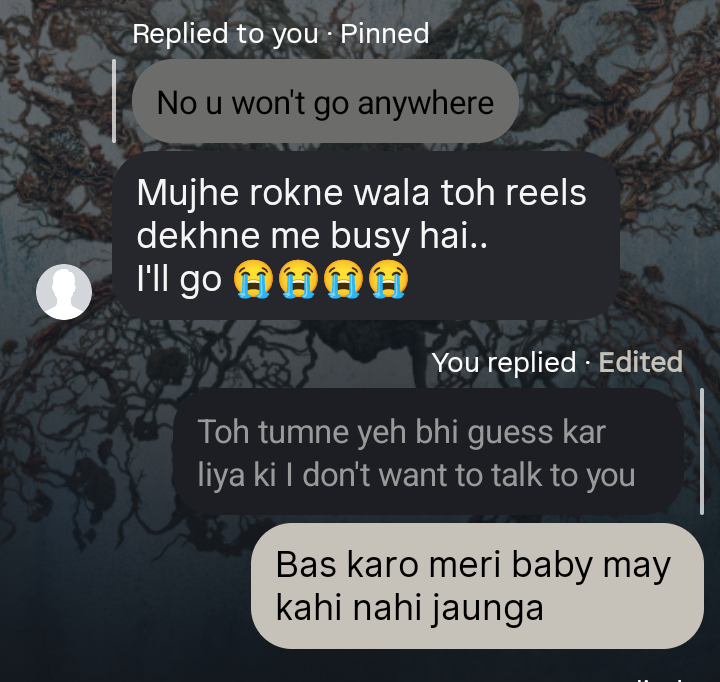 Replied to you · Pinned
No u won't go anywhere
Mujhe rokne wala toh reels
dekhne me busy hai..
I'll go 😭😭😭😭
You replied · Edited
Toh tumne yeh bhi guess kar
liya ki I don't want to talk to you
Bas karo meri baby may
kahi nahi jaunga